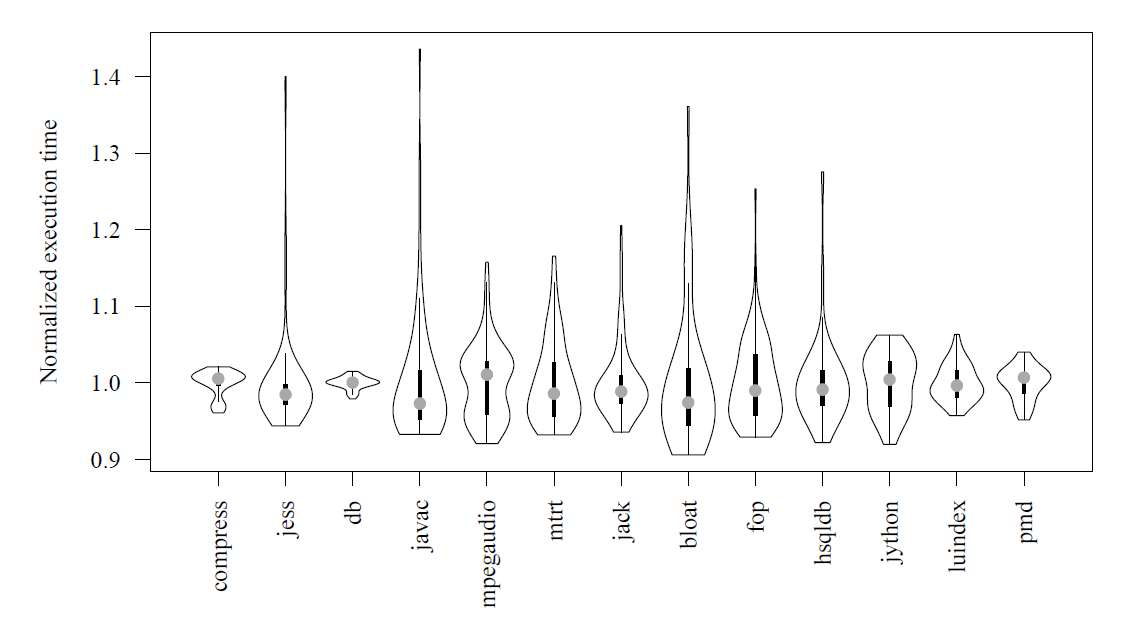 Normalized execution time
1.4
1.3
1.2
1.1
1.0
0.9
compress
jess
db
javac
mpegaudio
mtrt
jack
bloat
fop
hsqldb
jython
luindex
pmd